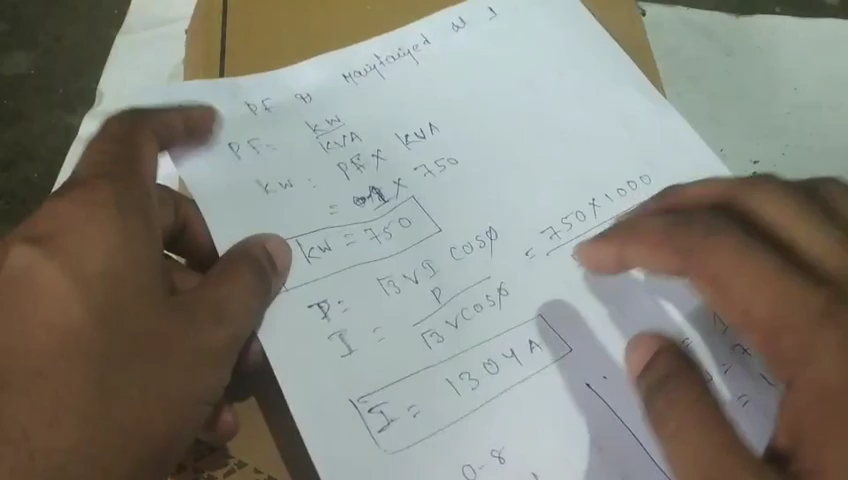 PF is Maintained at 1
PF = kW / KVA
kW = PF × KVA
= 1 × 750
kW = 750
P = √3 V I cosϕ
I = P / √3 V cosϕ = 750×1000
I = 1304 A
0-8